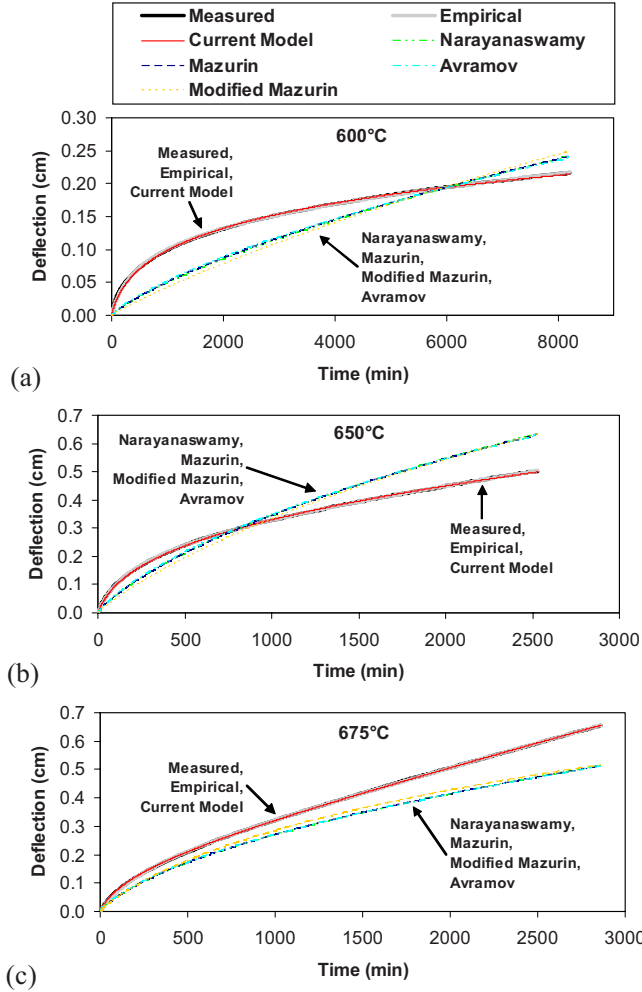 Measured Empirical
Current Model Narayanaswamy
Mazurin Avramov
Modified Mazurin
600°C
0.30
0.25
0.20
0.15
0.10
0.05
0.00
Deflection (cm)
Measured,
Empirical,
Current Model
Narayanaswamy,
Mazurin,
Modified Mazurin,
Avramov
0 2000 4000 6000 8000
Time (min)
(a)
650°C
0.7
0.6
0.5
0.4
0.3
0.2
0.1
0.0
Deflection (cm)
Narayanaswamy,
Mazurin,
Modified Mazurin,
Avramov
Measured,
Empirical,
Current Model
0 500 1000 1500 2000 2500 3000
Time (min)
(b)
675°C
0.7
0.6
0.5
0.4
0.3
0.2
0.1
0.0
Deflection (cm)
Measured,
Empirical,
Current Model
Narayanaswamy,
Mazurin,
Modified Mazurin,
Avramov
0 500 1000 1500 2000 2500 3000
Time (min)
(c)